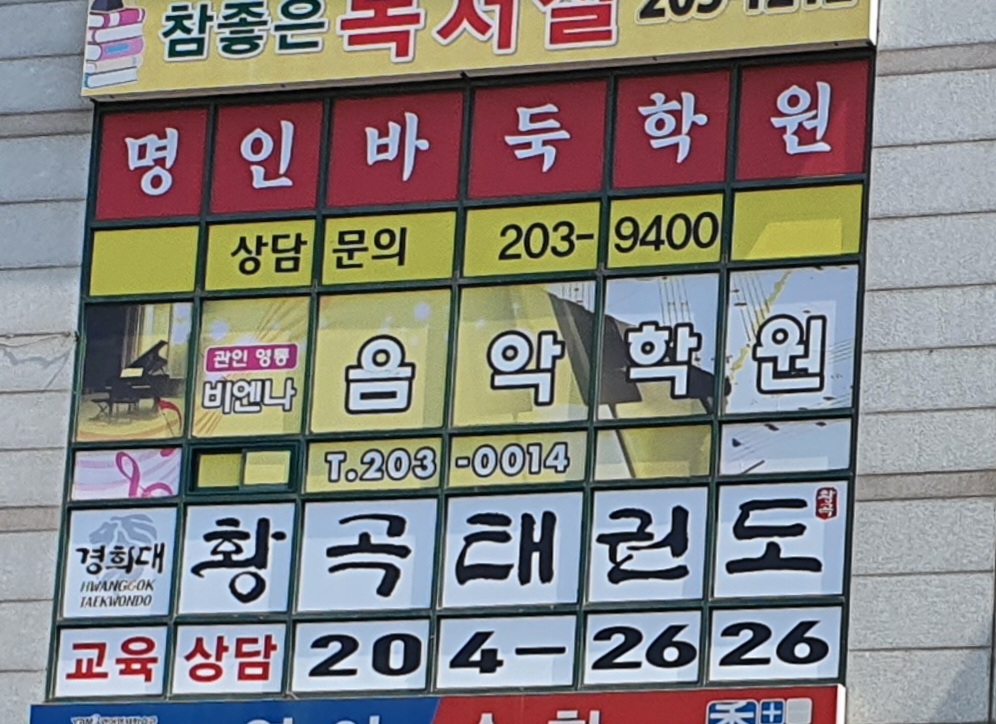 참좋은 독서실
명인바둑학원
상담 문의 203-9400
관인 영통
비엔나 음악학원
T.203-0014
경희대 황곡태권도
황곡
HWANGGOK
TAEKWONDO
교육 상담 204-2626